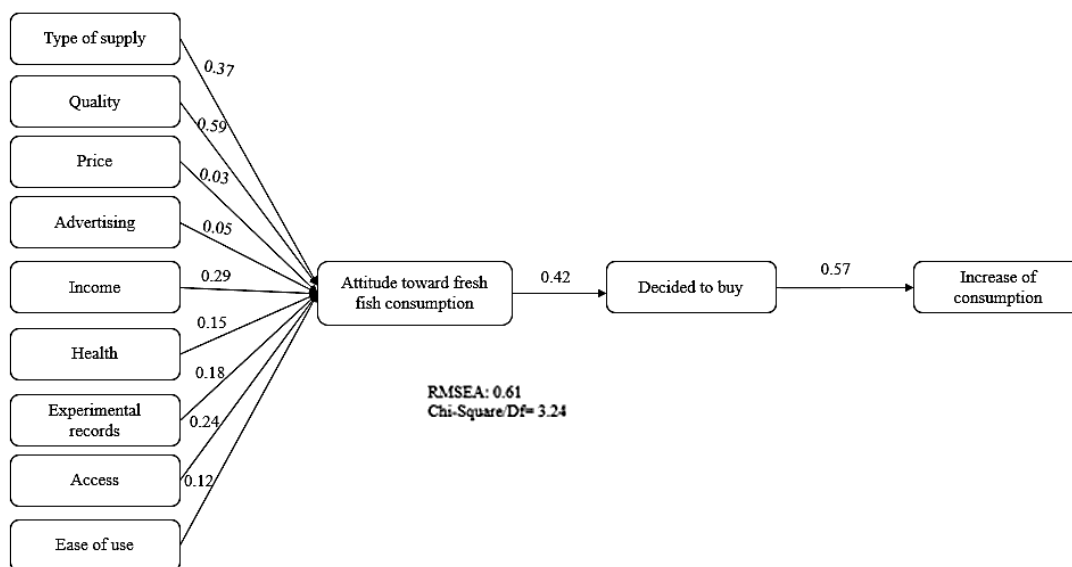 Type of supply
0.37
Quality
0.59
Price
0.03
Advertising
0.05
Income
0.29
Health
0.15
Experimental
records
0.18
Access
0.24
Ease of use
0.12
Attitude toward fresh
fish consumption
0.42
Decided to buy
0.57
Increase of
consumption
RMSEA: 0.61
Chi-Square/Df= 3.24